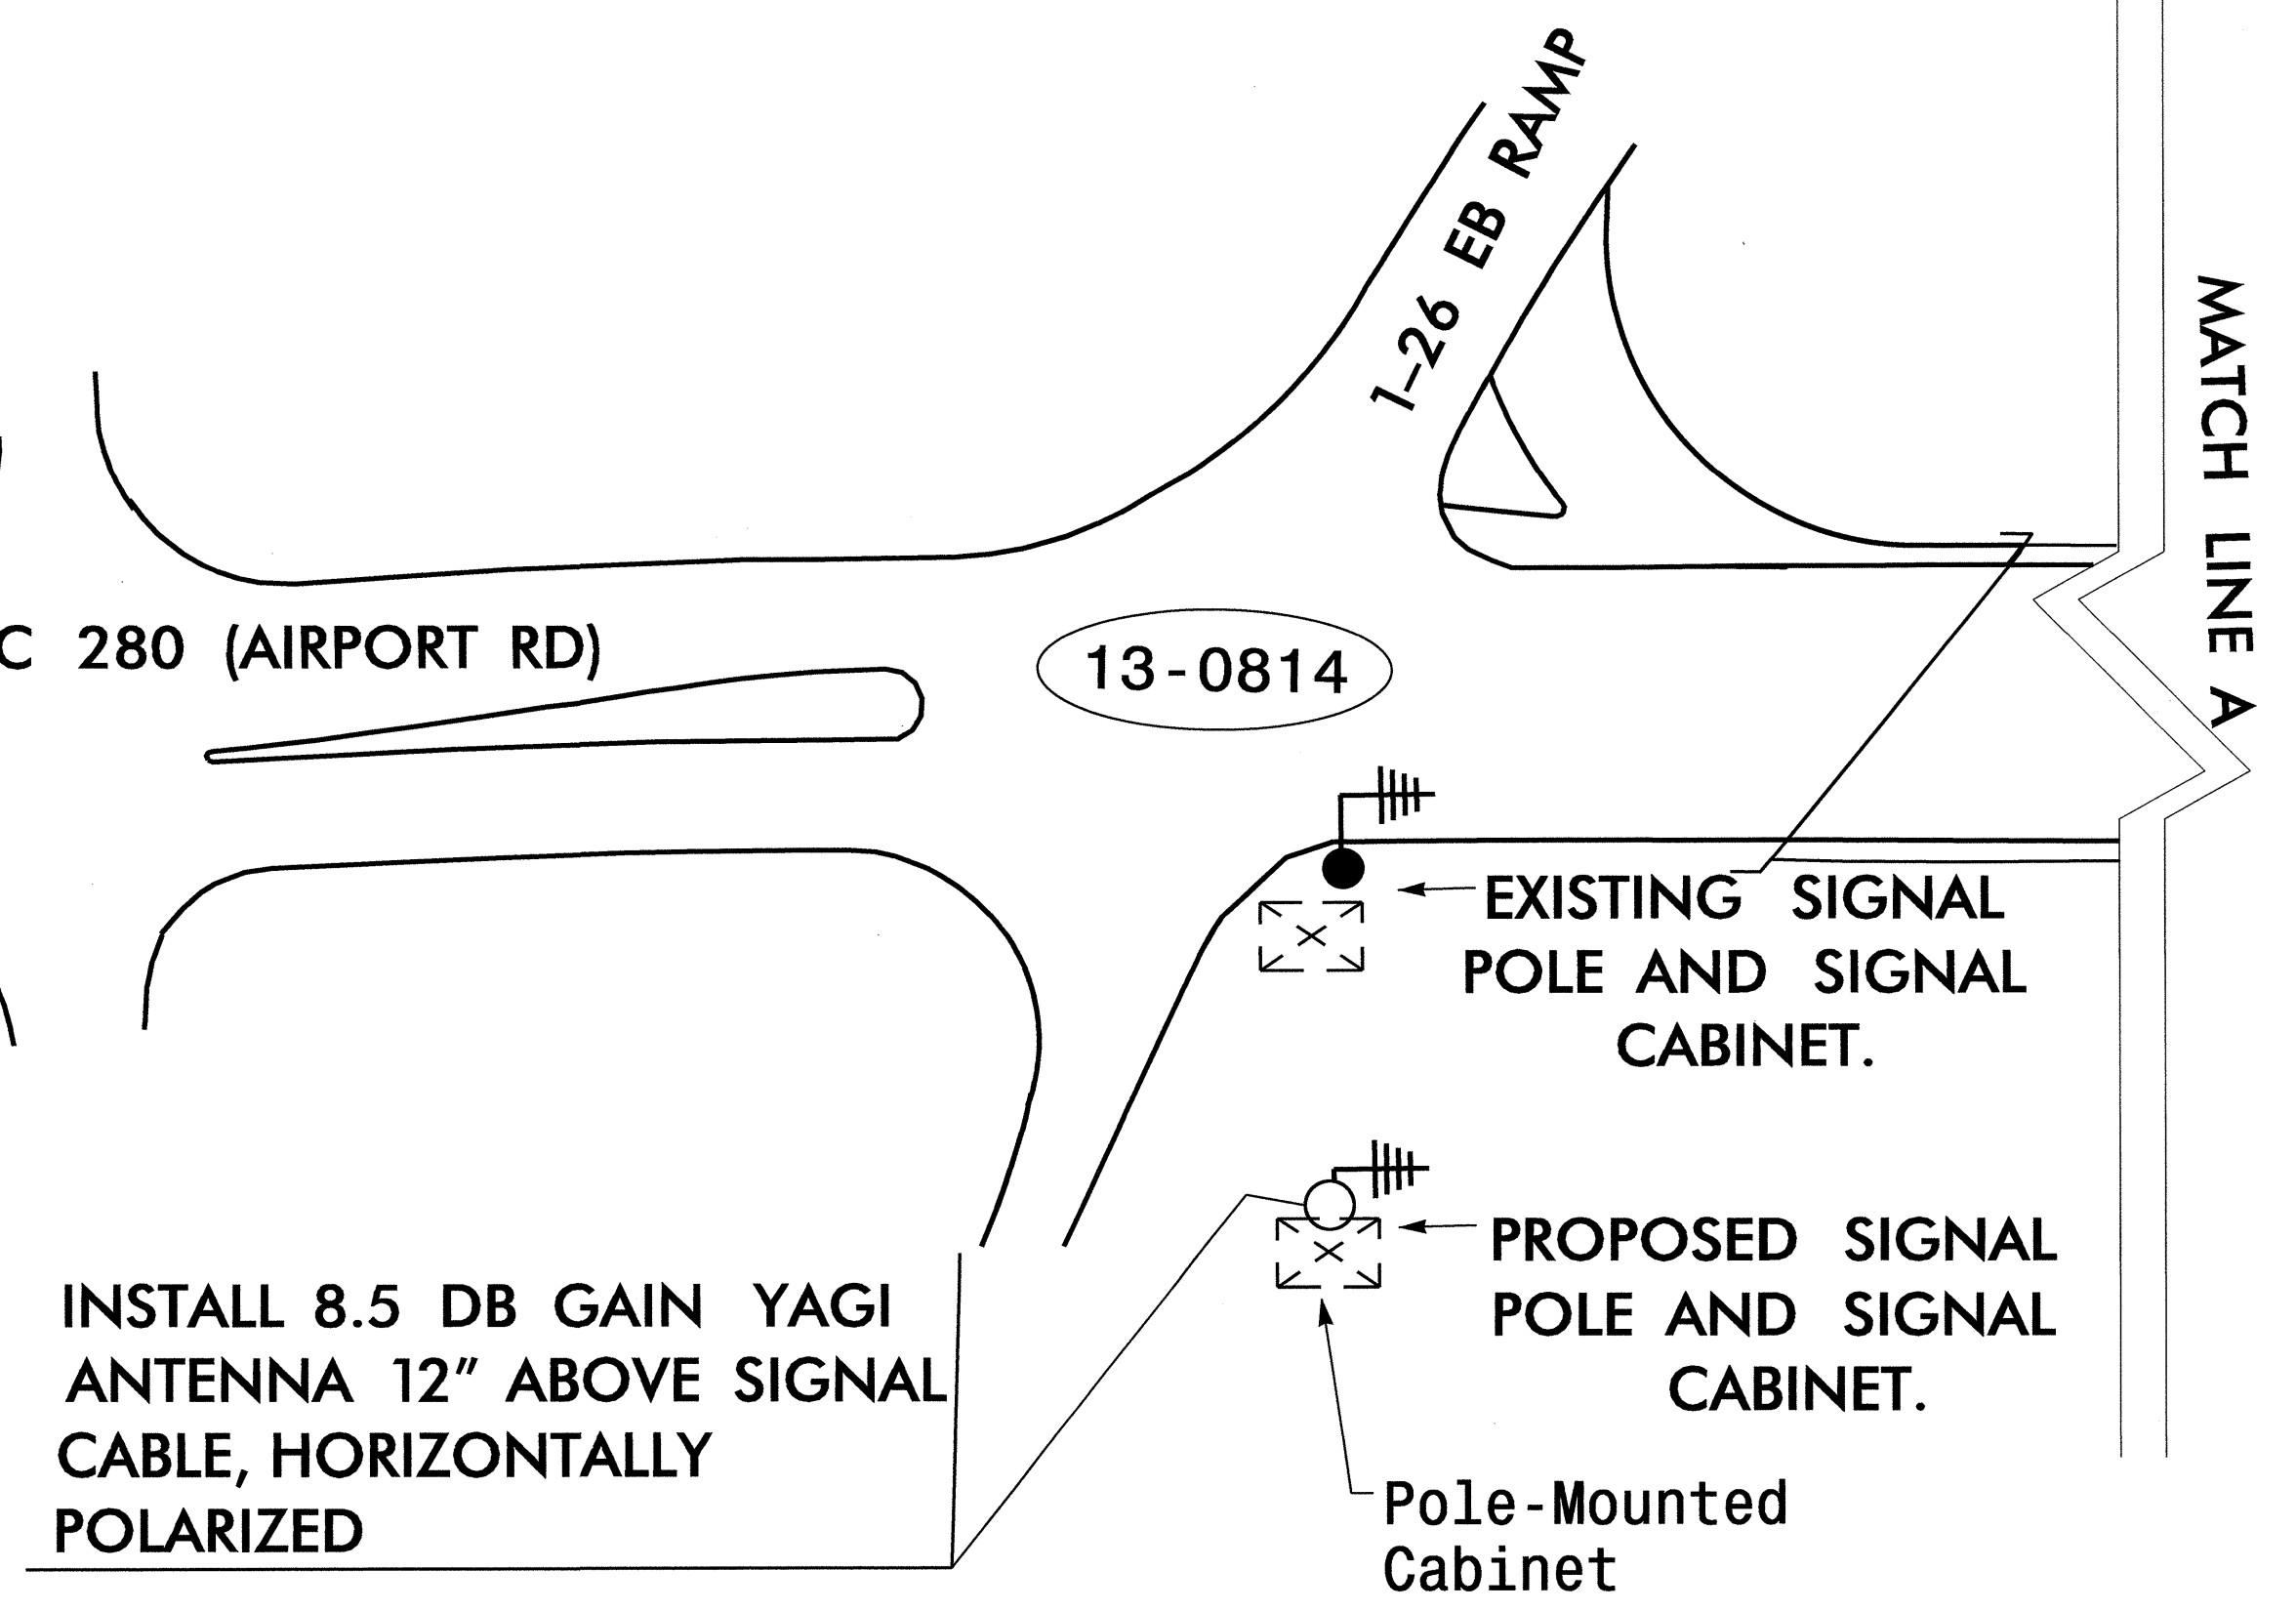 1-26 EB RAMP
MATCH LINE A
C 280 (AIRPORT RD)
13-0814
EXISTING SIGNAL
POLE AND SIGNAL
CABINET.
PROPOSED SIGNAL
POLE AND SIGNAL
CABINET.
INSTALL 8.5 DB GAIN YAGI
ANTENNA 12" ABOVE SIGNAL
CABLE, HORIZONTALLY
POLARIZED
Pole-Mounted
Cabinet